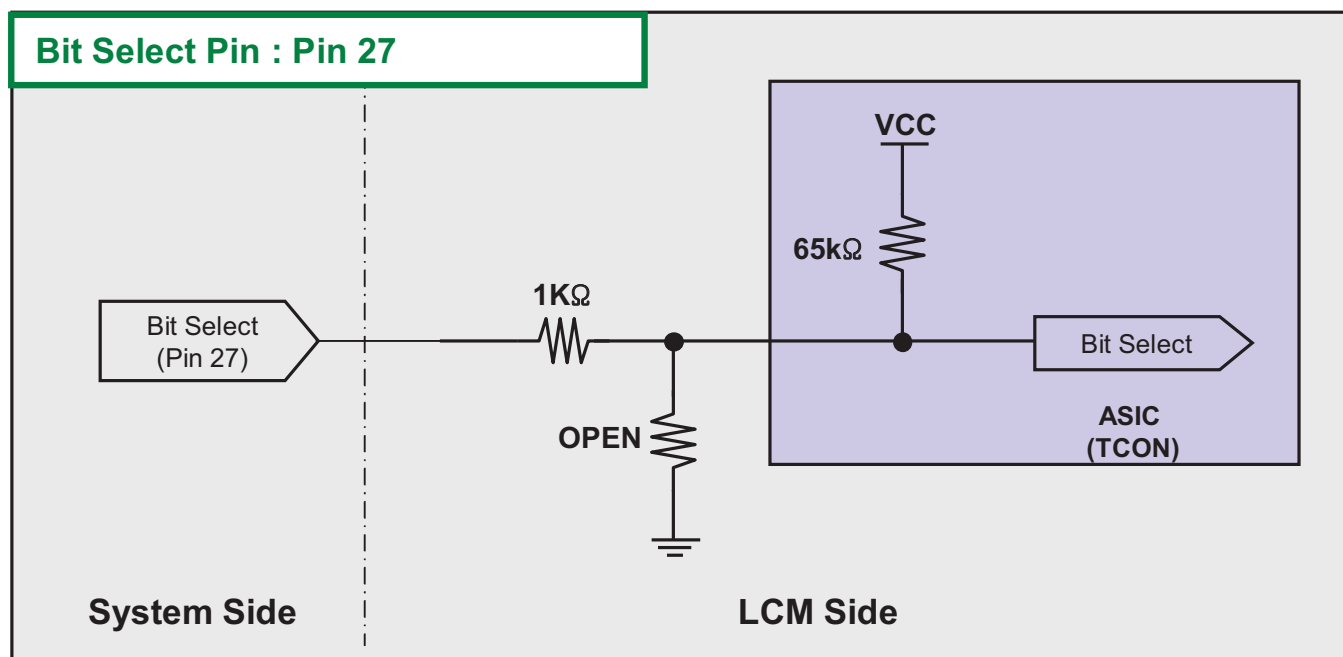 Bit Select Pin : Pin 27
VCC
65kΩ
1KΩ
Bit Select
(Pin 27)
Bit Select
OPEN
ASIC
(TCON)
System Side
LCM Side